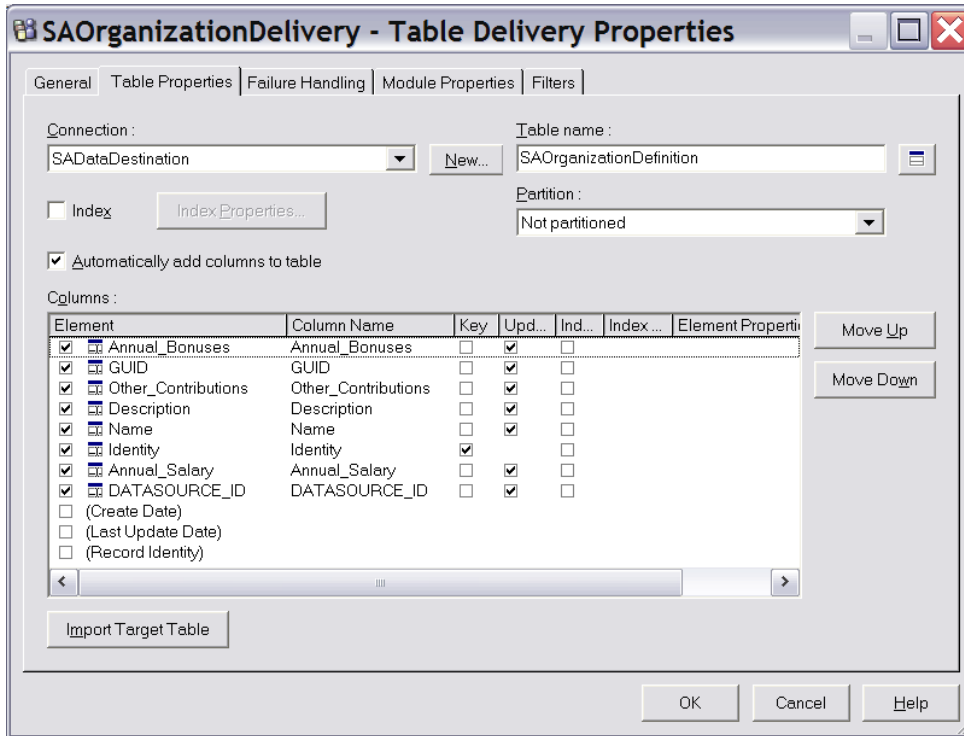 SAOrganizationDelivery - Table Delivery Properties
General Table Properties Failure Handling Module Properties Filters
Connection : Table name :
SADataDestination New... SAOrganizationDefinition
Partition :
Index Index Properties... Not partitioned
Automatically add columns to table
Columns :
Element Column Name Key Upd... Ind... Index ... Element Properti
Annual_Bonuses Annual_Bonuses Move Up
GUID GUID
Other_Contributions Other_Contributions Move Down
Description Description
Name Name
Identity Identity
Annual_Salary Annual_Salary
DATASOURCE_ID DATASOURCE_ID
(Create Date)
(Last Update Date)
(Record Identity)
Import Target Table
OK Cancel Help